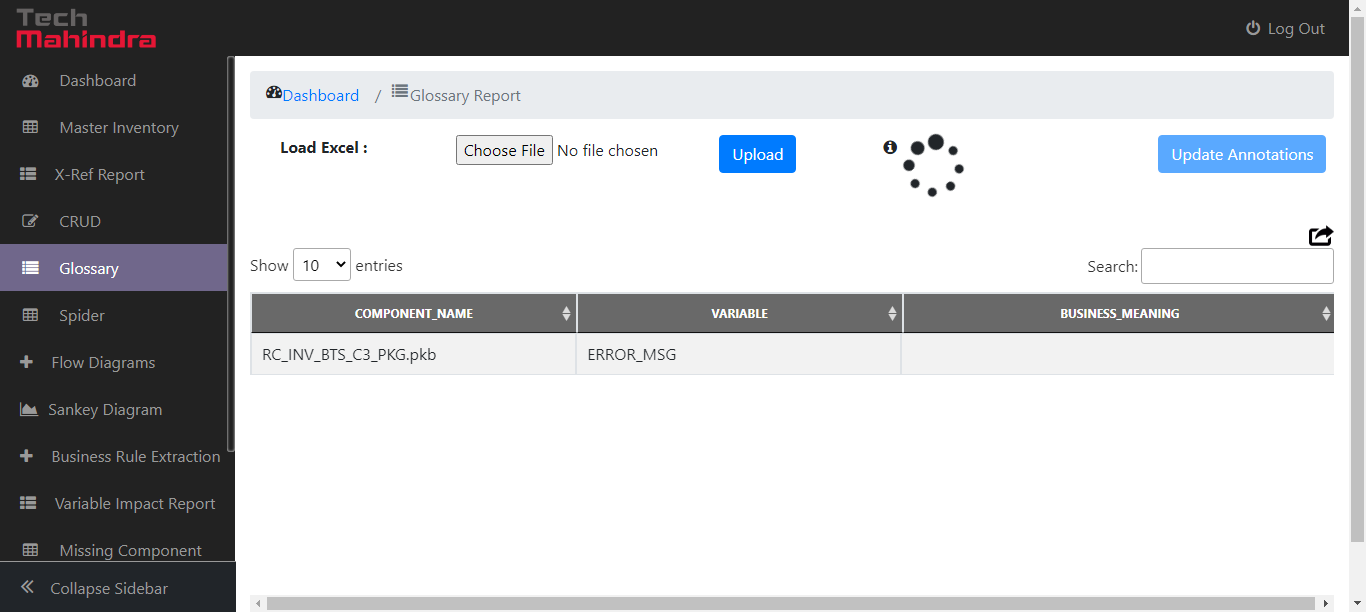 Tech
Mahindra
Log Out
Dashboard
Master Inventory
X-Ref Report
CRUD
Glossary
Spider
Flow Diagrams
Sankey Diagram
Business Rule Extraction
Variable Impact Report
Missing Component
Collapse Sidebar
Dashboard / Glossary Report
Load Excel : Choose File No file chosen Upload Update Annotations
Show 10 entries Search:
COMPONENT_NAME VARIABLE BUSINESS_MEANING
RC_INV_BTS_C3_PKG.pkb ERROR_MSG